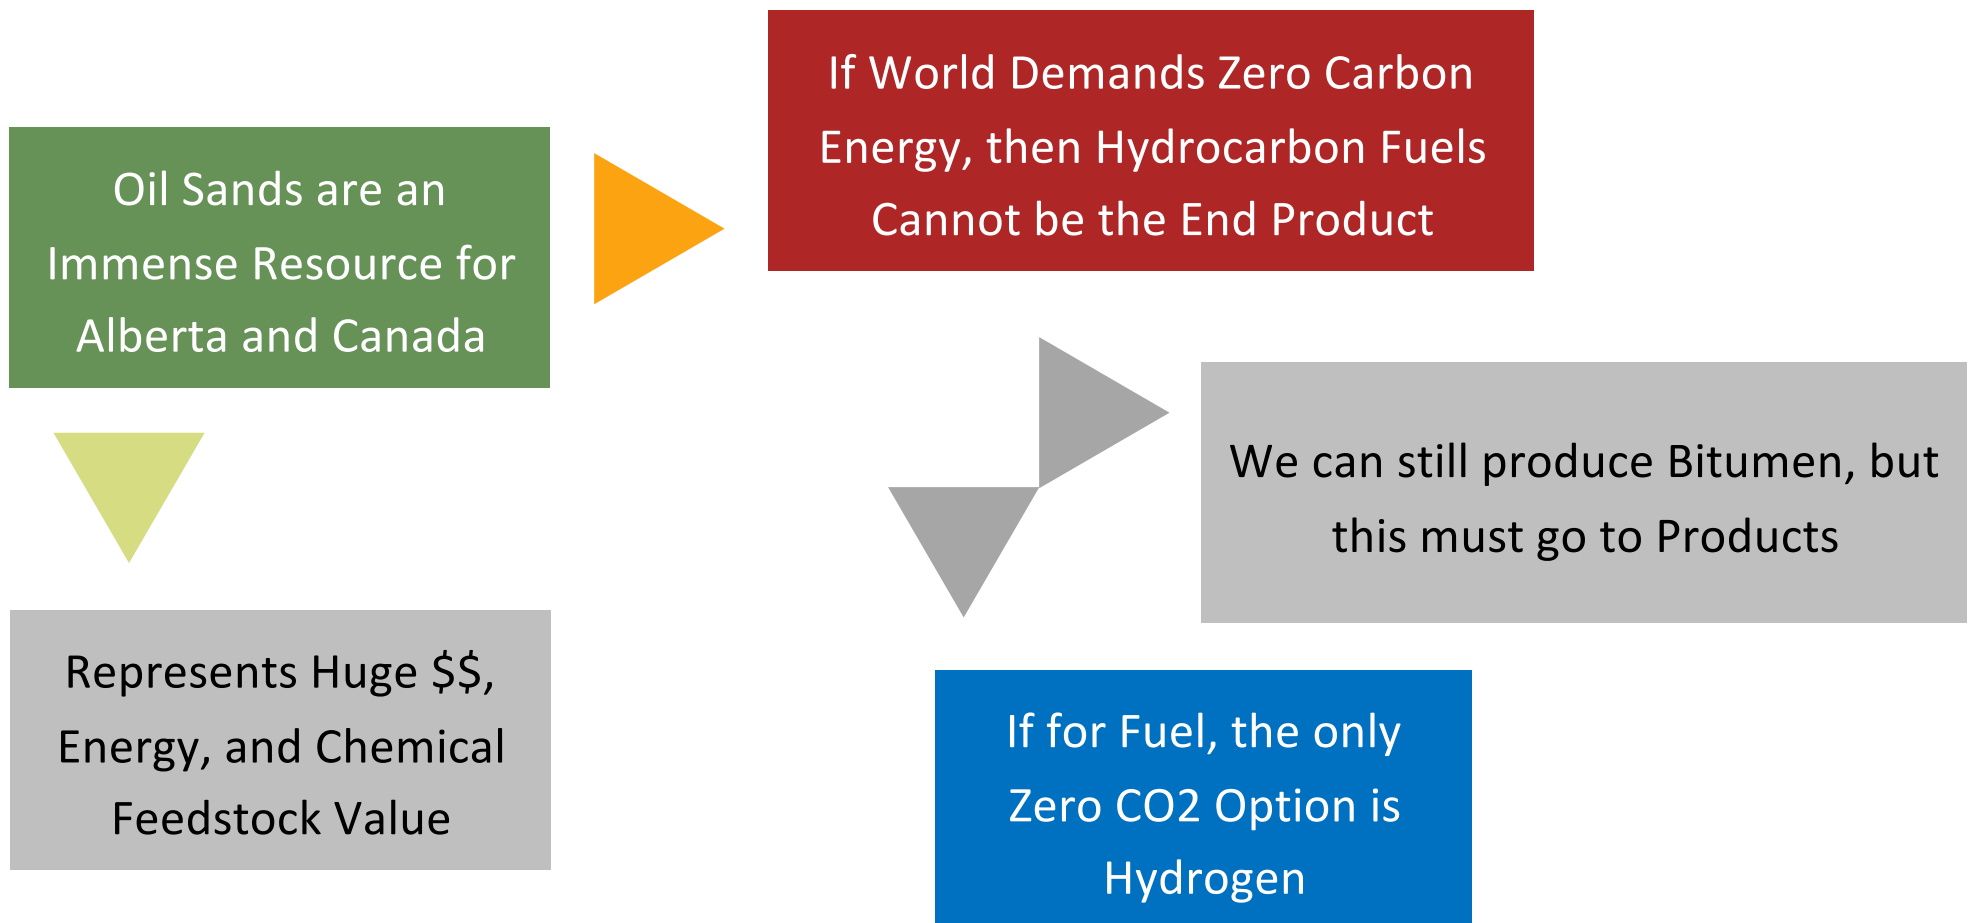 Oil Sands are an
Immense Resource for
Alberta and Canada
If World Demands Zero Carbon
Energy, then Hydrocarbon Fuels
Cannot be the End Product
Represents Huge $$,
Energy, and Chemical
Feedstock Value
We can still produce Bitumen, but
this must go to Products
If for Fuel, the only
Zero CO2 Option is
Hydrogen